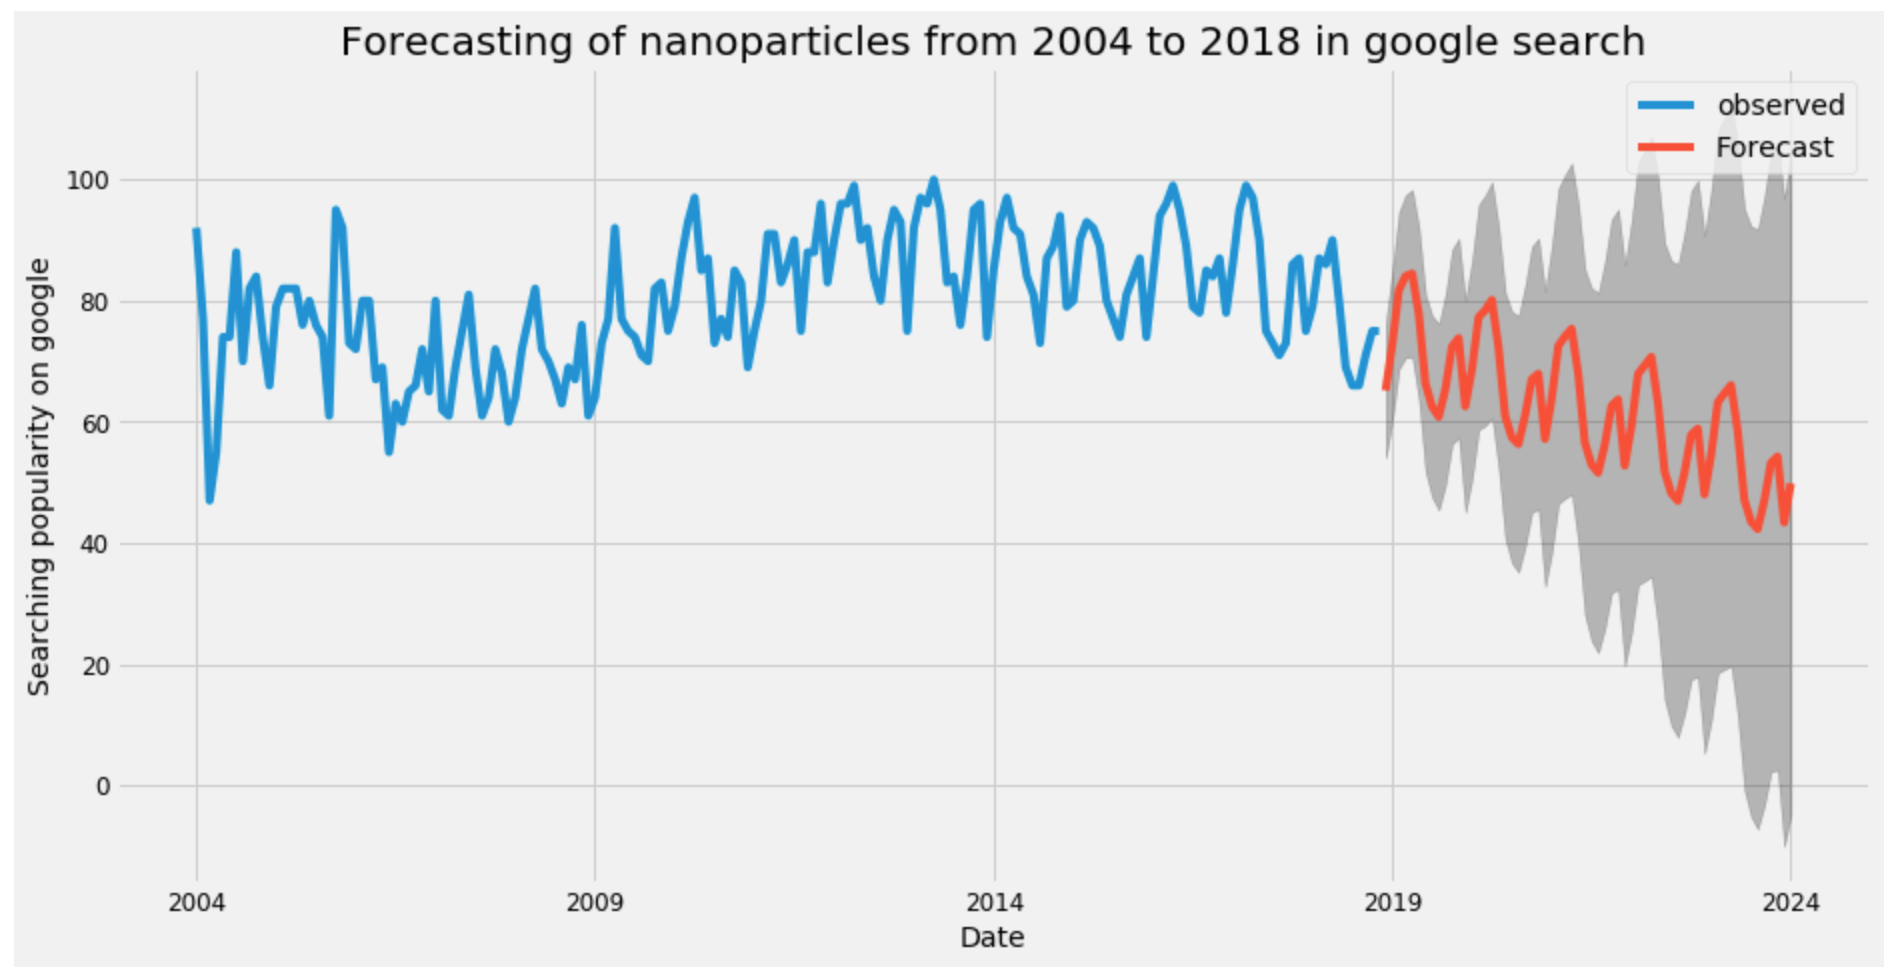 Forecasting of nanoparticles from 2004 to 2018 in google search
observed
Forecast
Searching popularity on google
100
80
60
40
20
0
2004 2009 2014 2019 2024
Date